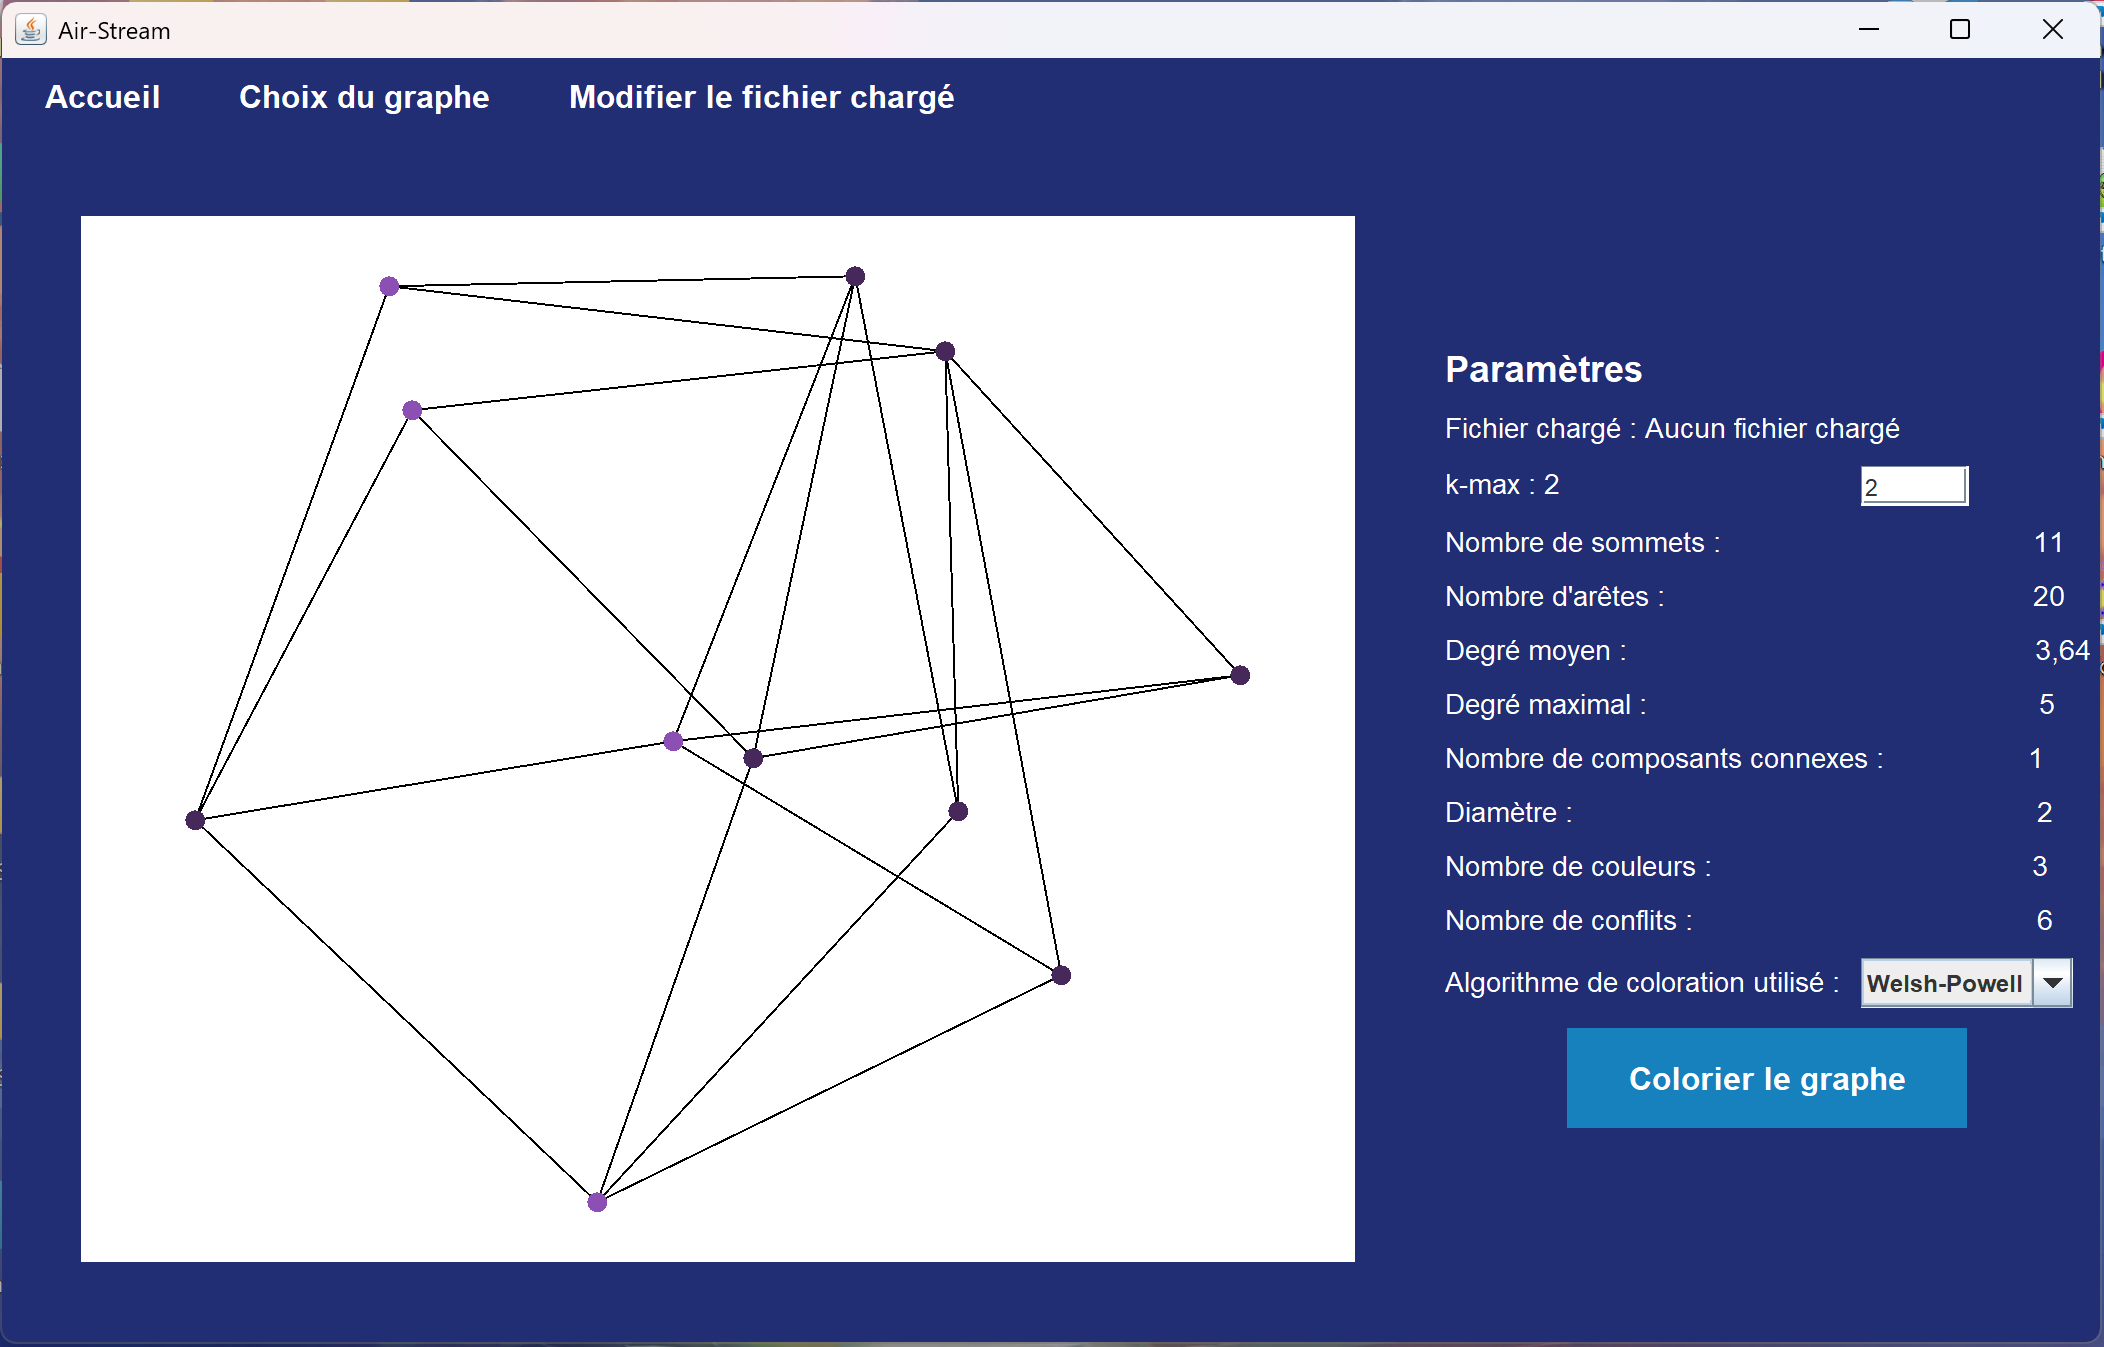 Air-Stream
Accueil Choix du graphe Modifier le fichier chargé
Paramètres
Fichier chargé : Aucun fichier chargé
k-max : 2 2
Nombre de sommets : 11
Nombre d'arêtes : 20
Degré moyen : 3,64
Degré maximal : 5
Nombre de composants connexes : 1
Diamètre : 2
Nombre de couleurs : 3
Nombre de conflits : 6
Algorithme de coloration utilisé : Welsh-Powell
Colorier le graphe